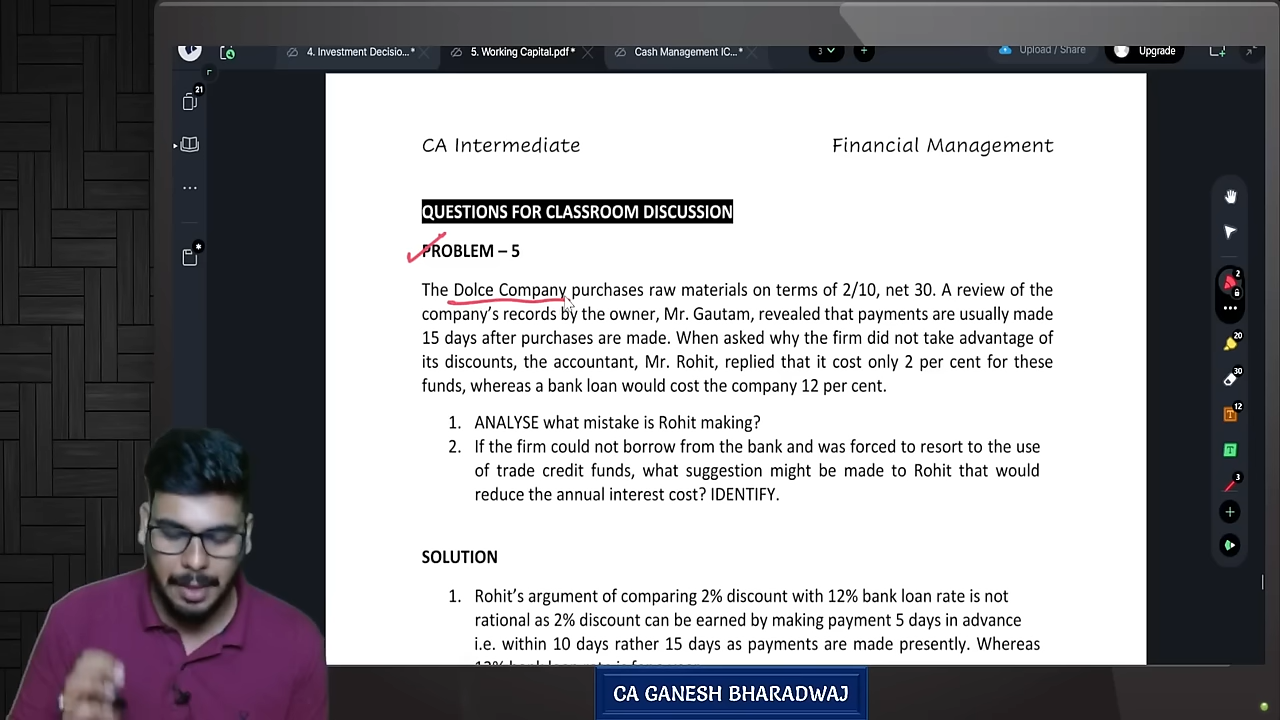 4. Investment Decisio...*
5. Working Capital.pdf*
Cash Management IC...*
3
Upload / Share
Upgrade
21
CA Intermediate
Financial Management
QUESTIONS FOR CLASSROOM DISCUSSION
PROBLEM – 5
The Dolce Company purchases raw materials on terms of 2/10, net 30. A review of the
company's records by the owner, Mr. Gautam, revealed that payments are usually made
15 days after purchases are made. When asked why the firm did not take advantage of
its discounts, the accountant, Mr. Rohit, replied that it cost only 2 per cent for these
funds, whereas a bank loan would cost the company 12 per cent.
1. ANALYSE what mistake is Rohit making?
2. If the firm could not borrow from the bank and was forced to resort to the use
of trade credit funds, what suggestion might be made to Rohit that would
reduce the annual interest cost? IDENTIFY.
SOLUTION
1. Rohit's argument of comparing 2% discount with 12% bank loan rate is not
rational as 2% discount can be earned by making payment 5 days in advance
i.e. within 10 days rather 15 days as payments are made presently. Whereas
2
20
30
12
3
CA GANESH BHARADWAJ